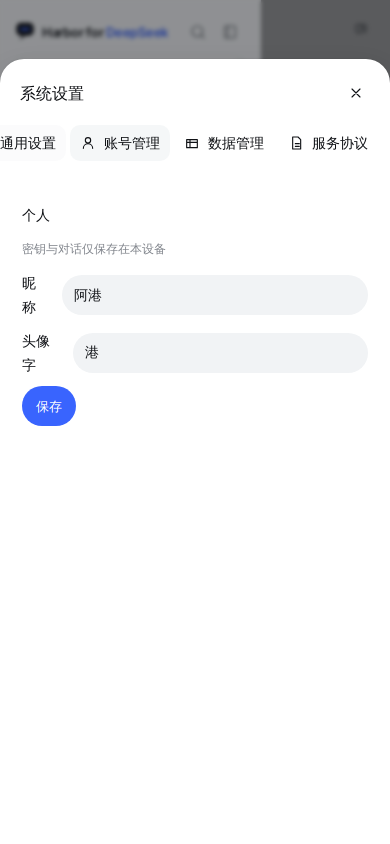 Harbor for DeepSeek
系统设置
通用设置 账号管理 数据管理 服务协议
个人
密钥与对话仅保存在本设备
昵
称
阿港
头像
字
港
保存